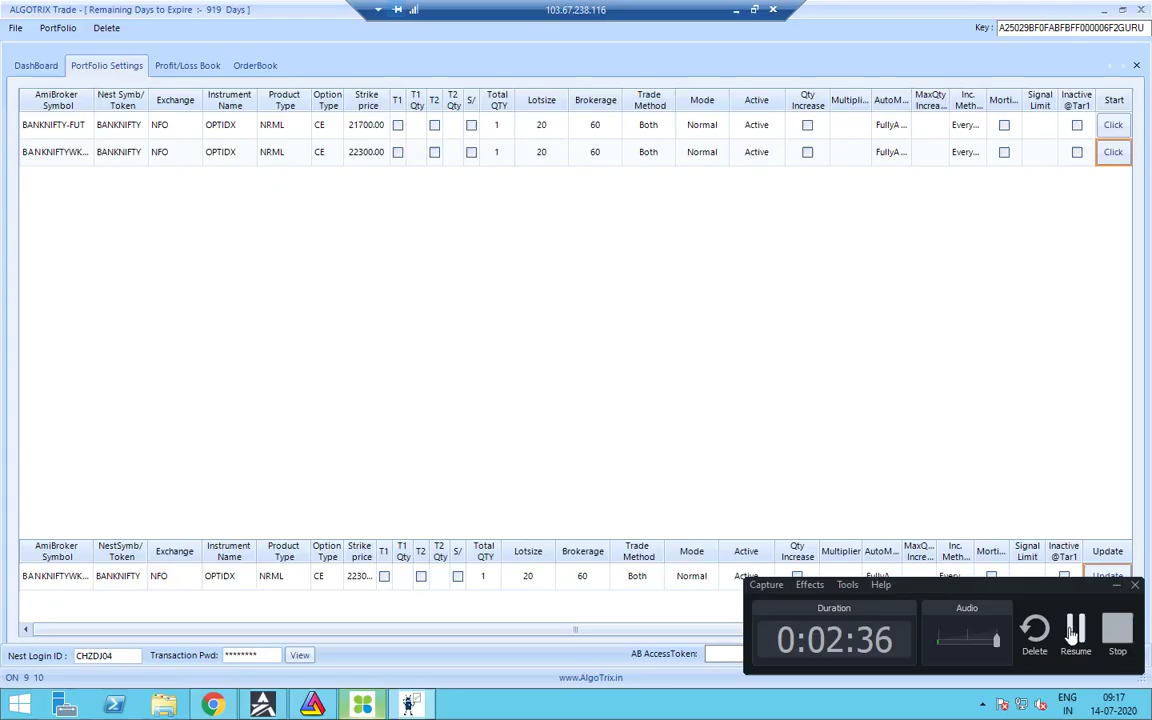 ALGOTRIX Trade - [ Remaining Days to Expire :- 919 Days ]
103.67.238.116
File PortFolio Delete
Key : A25029BF0FABFBFF000006F2GURU
DashBoard PortFolio Settings Profit/Loss Book OrderBook
AmiBroker Symbol Nest Symb/ Token Exchange Instrument Name Product Type Option Type Strike price T1 T1 Qty T2 T2 Qty S/ Total QTY Lotsize Brokerage Trade Method Mode Active Qty Increase Multipli... AutoM... MaxQty Increa... Inc. Meth... Morti... Signal Limit Inactive @Tar1 Start
BANKNIFTY-FUT BANKNIFTY NFO OPTIDX NRML CE 21700.00 1 20 60 Both Normal Active FullyA... Every... Click
BANKNIFTYWK... BANKNIFTY NFO OPTIDX NRML CE 22300.00 1 20 60 Both Normal Active FullyA... Every... Click
AmiBroker Symbol NestSymb/ Token Exchange Instrument Name Product Type Option Type Strike price T1 T1 Qty T2 T2 Qty S/ Total QTY Lotsize Brokerage Trade Method Mode Active Qty Increase Multiplier AutoM... MaxQ... Increa... Inc. Meth... Morti... Signal Limit Inactive @Tar1 Update
BANKNIFTYWK... BANKNIFTY NFO OPTIDX NRML CE 2230... 1 20 60 Both Normal Active FullyA... Every... Update
Capture Effects Tools Help
Duration Audio
0:02:36
Delete Resume Stop
Nest Login ID : CHZDJ04 Transaction Pwd: ******** View AB AccessToken:
ON 9 10 www.AlgoTrix.in
ENG 09:17
IN 14-07-2020